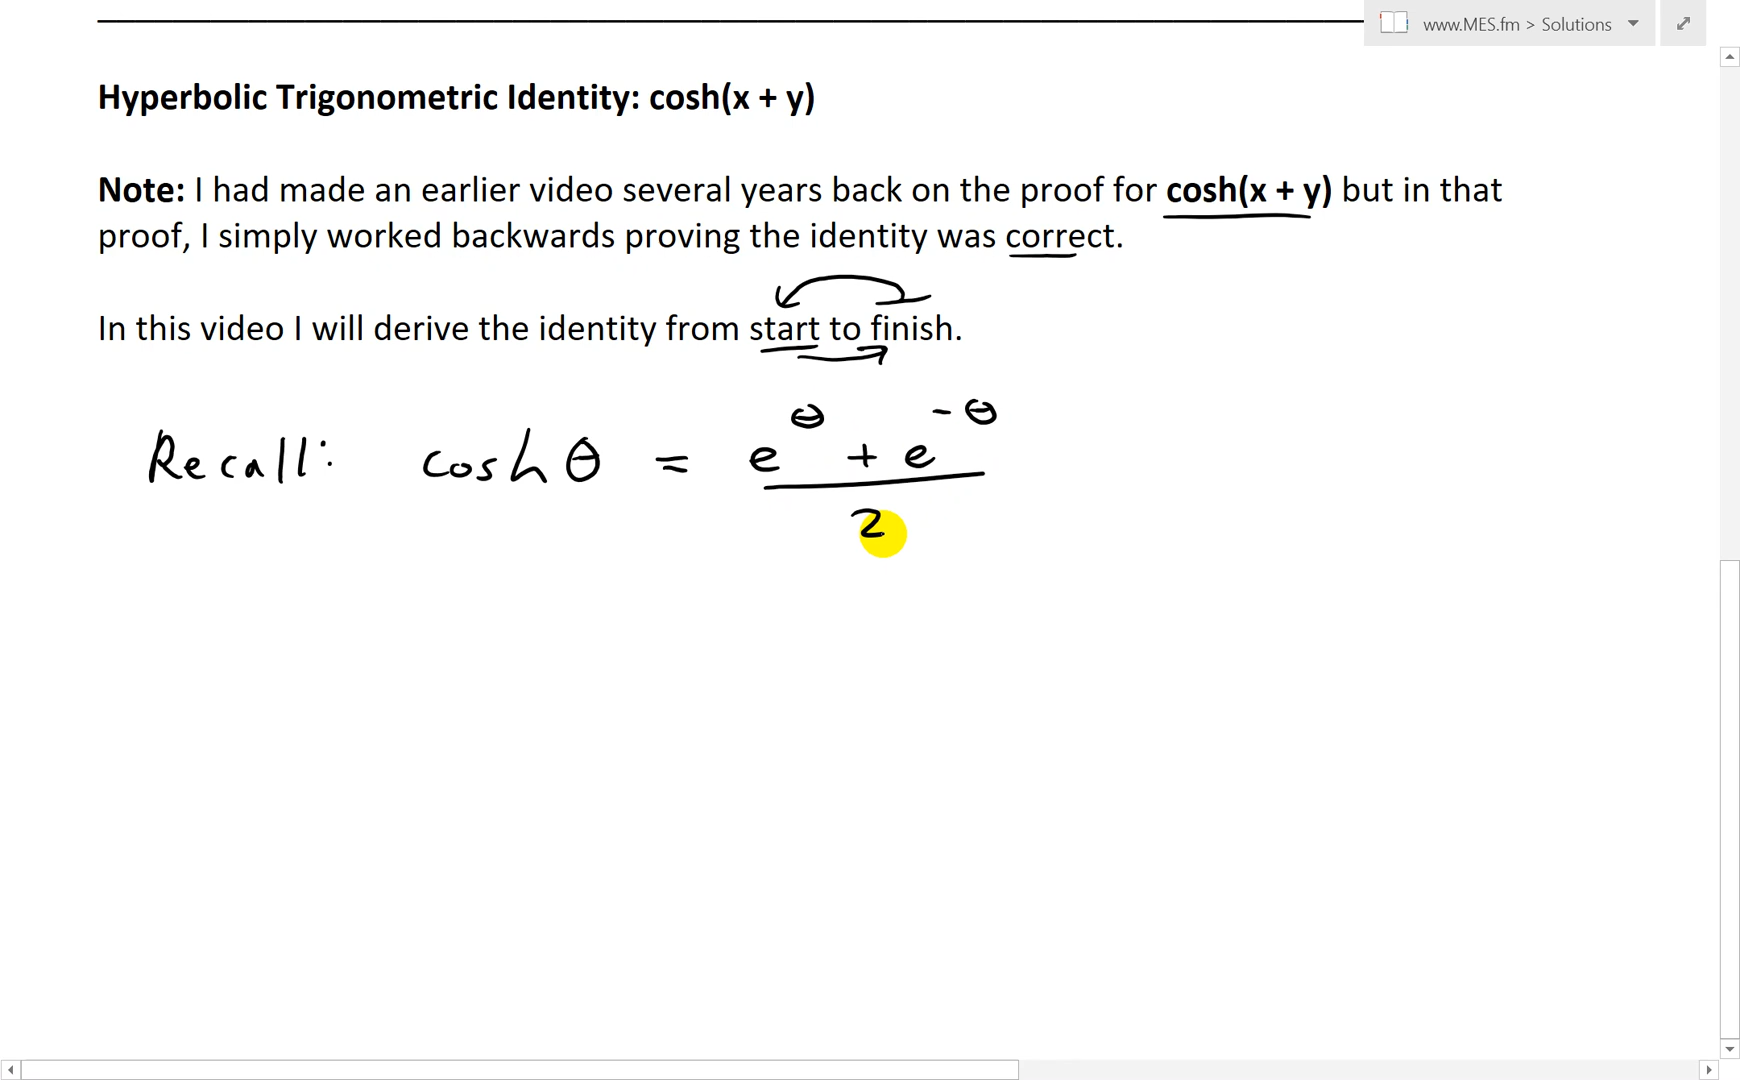 www.MES.fm > Solutions
Hyperbolic Trigonometric Identity: cosh(x + y)
Note: I had made an earlier video several years back on the proof for cosh(x + y) but in that
proof, I simply worked backwards proving the identity was correct.
In this video I will derive the identity from start to finish.
Recall: cosh θ = (e^θ + e^-θ) / 2